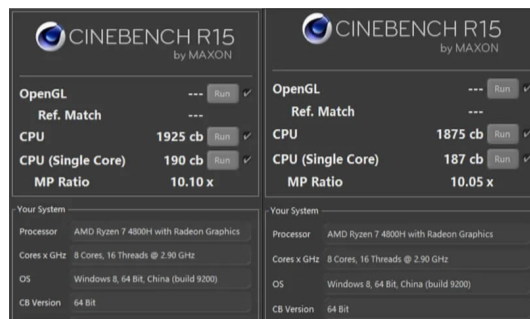 CINEBENCH R15
by MAXON
OpenGL --- Run
Ref. Match ---
CPU 1925 cb Run
CPU (Single Core) 190 cb Run
MP Ratio 10.10 x
Your System
Processor AMD Ryzen 7 4800H with Radeon Graphics
Cores x GHz 8 Cores, 16 Threads @ 2.90 GHz
OS Windows 8, 64 Bit, China (build 9200)
CB Version 64 Bit
CINEBENCH R15
by MAXON
OpenGL --- Run
Ref. Match ---
CPU 1875 cb Run
CPU (Single Core) 187 cb Run
MP Ratio 10.05 x
Your System
Processor AMD Ryzen 7 4800H with Radeon Graphics
Cores x GHz 8 Cores, 16 Threads @ 2.90 GHz
OS Windows 8, 64 Bit, China (build 9200)
CB Version 64 Bit